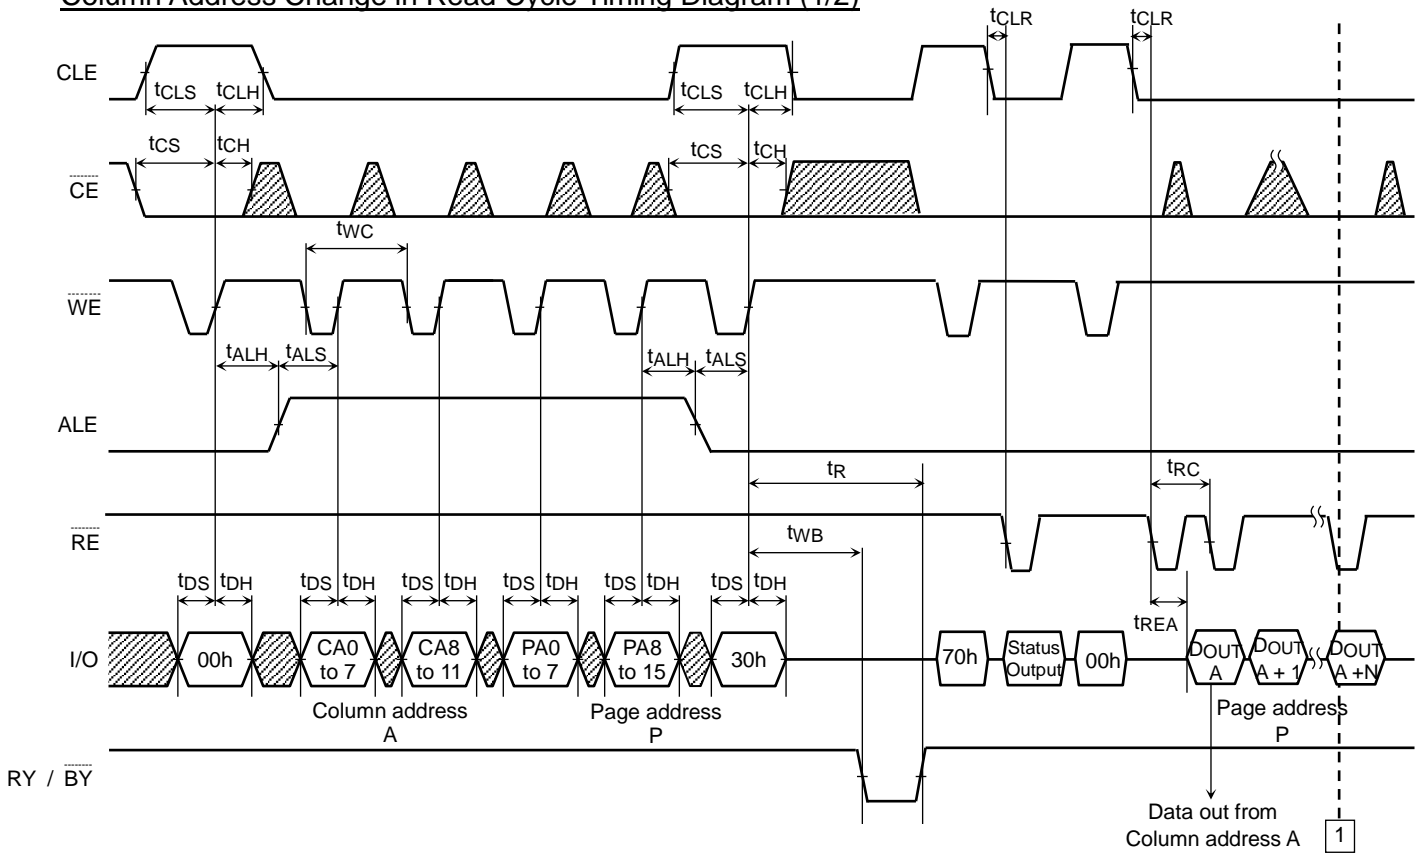 Column Address Change in Read Cycle Timing Diagram (1/2)
tCLR
tCLR
CLE
tCLS
tCLH
tCLS
tCLH
tCS
tCH
tCS
tCH
CE
tWC
WE
tALH
tALS
tALH
tALS
ALE
tR
tRC
RE
tWB
tDS
tDH
tDS
tDH
tDS
tDH
tDS
tDH
tDS
tDH
tDS
tDH
tREA
I/O
00h
CA0
to 7
CA8
to 11
PA0
to 7
PA8
to 15
30h
70h
Status
Output
00h
DOUT
A
DOUT
A + 1
DOUT
A +N
Column address
A
Page address
P
Page address
P
RY / BY
Data out from
Column address A
1